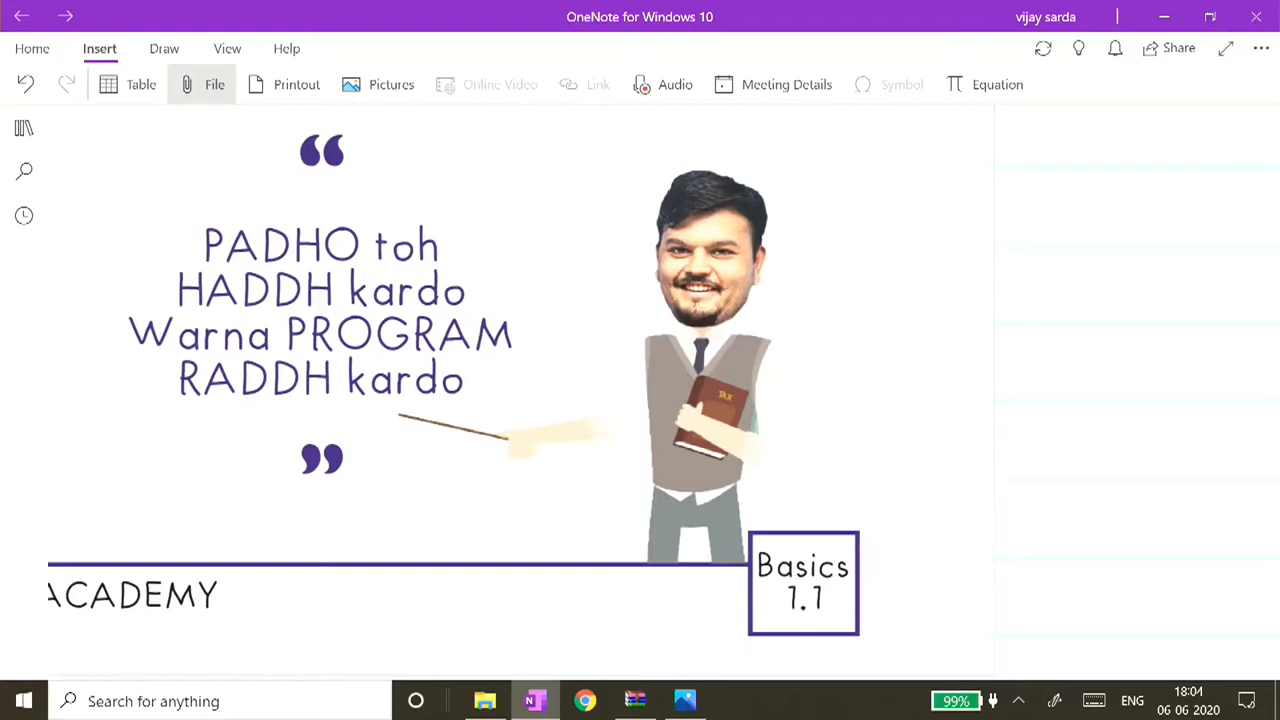 OneNote for Windows 10
vijay sarda
Home
Insert
Draw
View
Help
Share
Table
File
Printout
Pictures
Online Video
Link
Audio
Meeting Details
Symbol
Equation
“
PADHO toh
HADDH kardo
Warna PROGRAM
RADDH kardo
”
TAX
Basics
1.1
ACADEMY
Search for anything
99%
ENG
18:04
06-06-2020